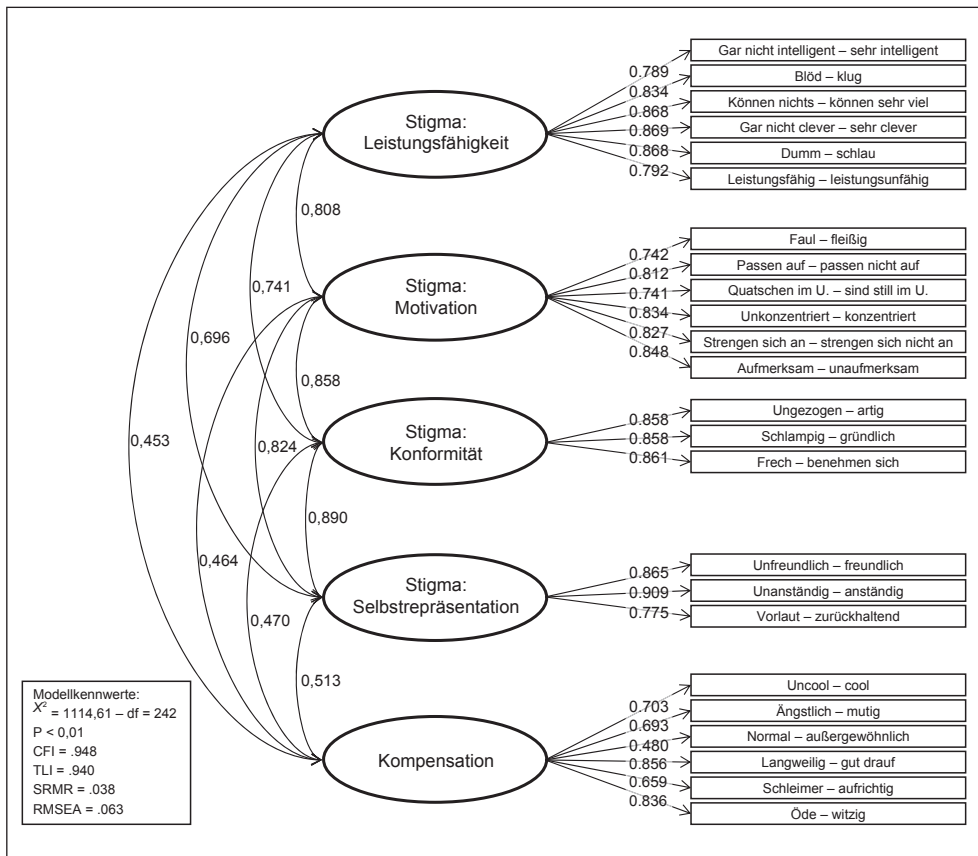 Gar nicht intelligent – sehr intelligent
0.789
Blöd – klug
0.834
Können nichts – können sehr viel
0.868
Gar nicht clever – sehr clever
0.869
Dumm – schlau
0.868
Leistungsfähig – leistungsunfähig
0.792
Stigma:
Leistungsfähigkeit
0,808
Faul – fleißig
0.742
Passen auf – passen nicht auf
0.812
Quatschen im U. – sind still im U.
0.741
Unkonzentriert – konzentriert
0.834
Strengen sich an – strengen sich nicht an
0.827
Aufmerksam – unaufmerksam
0.848
Stigma:
Motivation
0,741
0,696
0,858
Ungezogen – artig
0.858
Schlampig – gründlich
0.858
Frech – benehmen sich
0.861
Stigma:
Konformität
0,453
0,824
0,890
0,464
Unfreundlich – freundlich
0.865
Unanständig – anständig
0.909
Vorlaut – zurückhaltend
0.775
Stigma:
Selbstrepräsentation
0,470
0,513
Uncool – cool
0.703
Ängstlich – mutig
0.693
Normal – außergewöhnlich
0.480
Langweilig – gut drauf
0.856
Schleimer – aufrichtig
0.659
Öde – witzig
0.836
Kompensation
Modellkennwerte:
X² = 1114,61 – df = 242
P < 0,01
CFI = .948
TLI = .940
SRMR = .038
RMSEA = .063